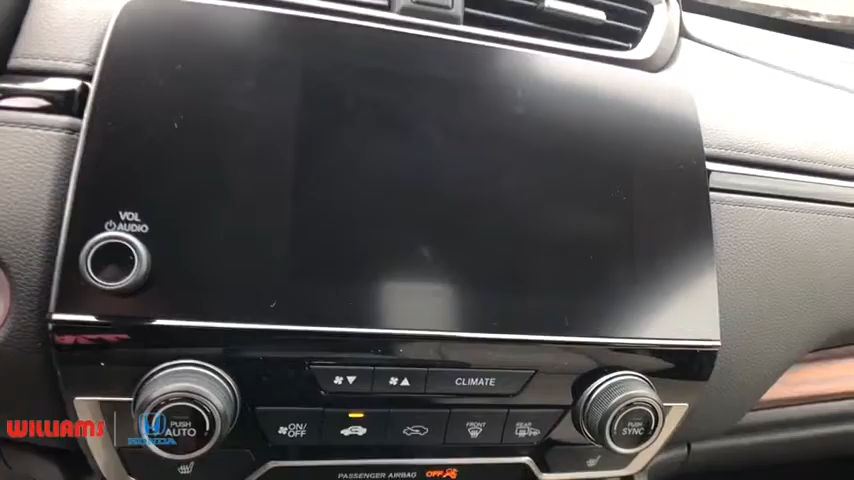 VOL
AUDIO
CLIMATE
PUSH
AUTO
ON
OFF
FRONT
REAR
PUSH
SYNC
WILLIAMS
HONDA
PASSENGER AIRBAG OFF